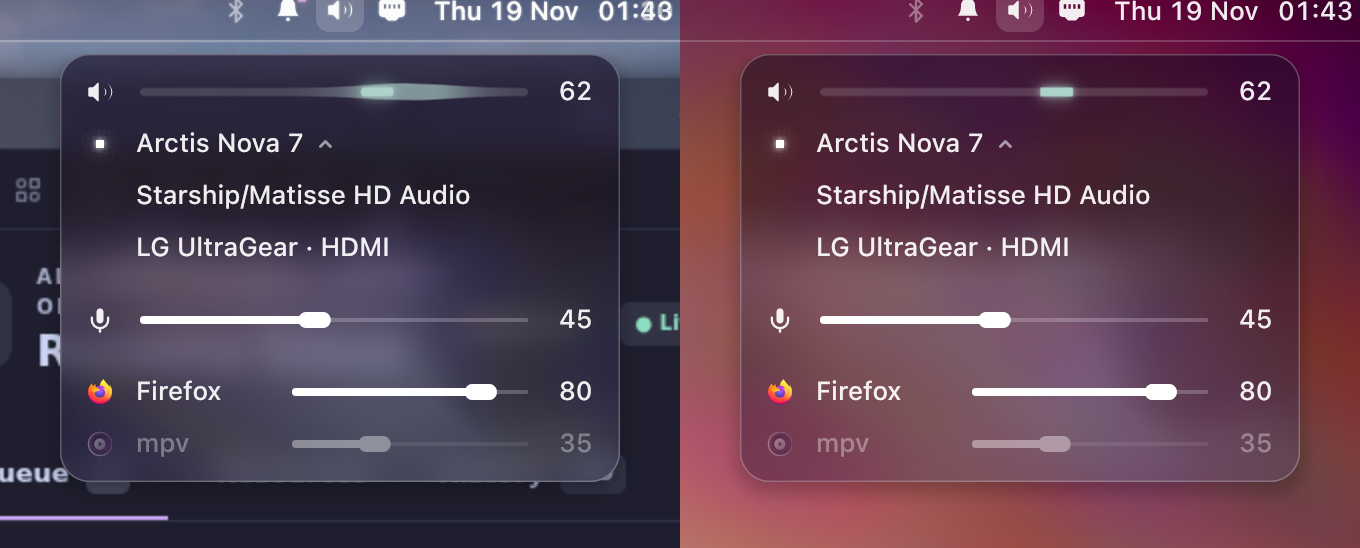 Thu 19 Nov 01:43
62
Arctis Nova 7
Starship/Matisse HD Audio
LG UltraGear · HDMI
45
Firefox 80
mpv 35
Thu 19 Nov 01:43
62
Arctis Nova 7
Starship/Matisse HD Audio
LG UltraGear · HDMI
45
Firefox 80
mpv 35